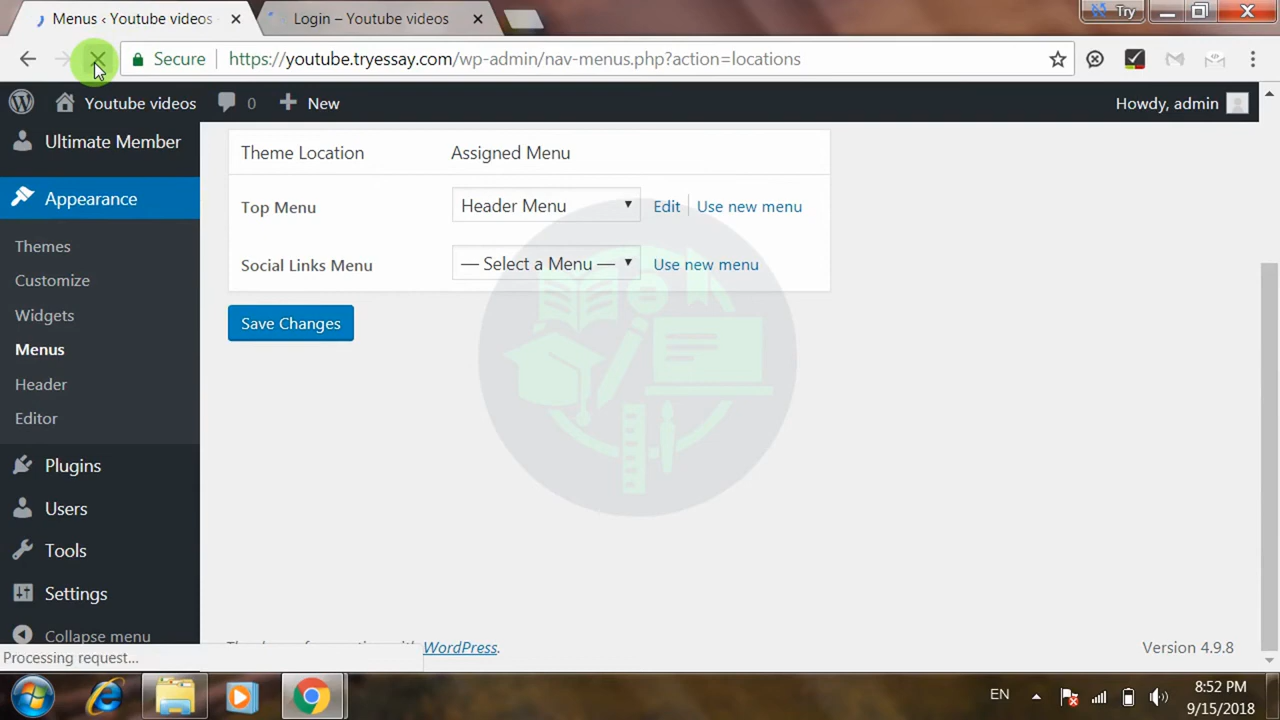 Menus ‹ Youtube videos
Login – Youtube videos
Try
Secure
https://youtube.tryessay.com/wp-admin/nav-menus.php?action=locations
Youtube videos
0
New
Howdy, admin
Ultimate Member
Appearance
Themes
Customize
Widgets
Menus
Header
Editor
Plugins
Users
Tools
Settings
Collapse menu
Theme Location
Assigned Menu
Top Menu
Header Menu
Edit
Use new menu
Social Links Menu
— Select a Menu —
Use new menu
Save Changes
WordPress.
Version 4.9.8
Processing request...
EN
8:52 PM
9/15/2018